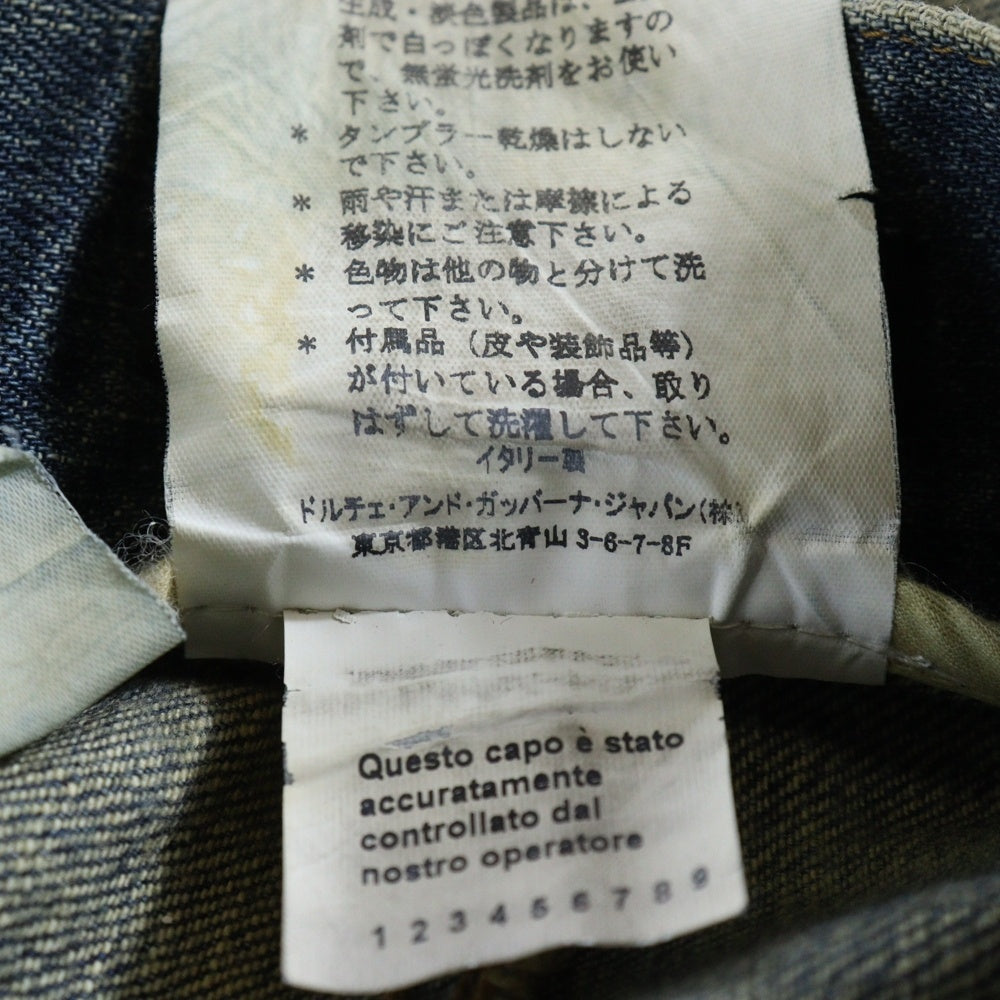 生成・淡色製品は、
剤で白っぽくなりますの
で、無蛍光洗剤をお使い
下さい。
* タンブラー乾燥はしない
で下さい。
* 雨や汗または摩擦による
移染にご注意下さい。
* 色物は他の物と分けて洗
って下さい。
* 付属品（皮や装飾品等）
が付いている場合、取り
はずして洗濯して下さい。
イタリー製
ドルチェ・アンド・ガッバーナ・ジャパン(株)
東京都港区北青山 3-6-7-8F
Questo capo è stato
accuratamente
controllato dal
nostro operatore
1 2 3 4 5 6 7 8 9